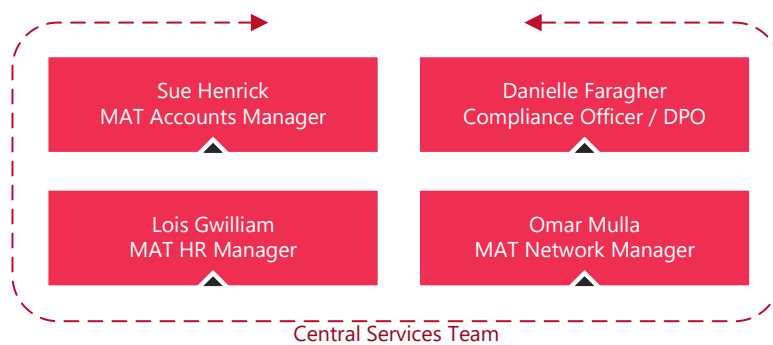 Sue Henrick
MAT Accounts Manager
Danielle Faragher
Compliance Officer / DPO
Lois Gwilliam
MAT HR Manager
Omar Mulla
MAT Network Manager
Central Services Team